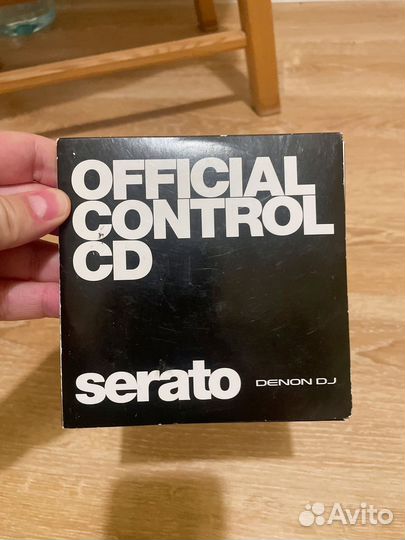 OFFICIAL
CONTROL
CD
serato DENON DJ
Avito